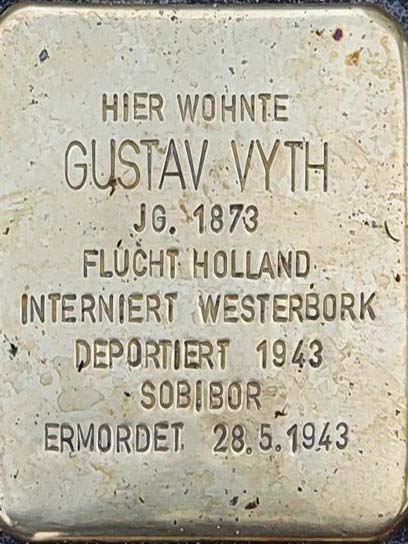 HIER WOHNTE
GUSTAV VYTH
JG. 1873
FLUCHT HOLLAND
INTERNIERT WESTERBORK
DEPORTIERT 1943
SOBIBOR
ERMORDET 28.5.1943